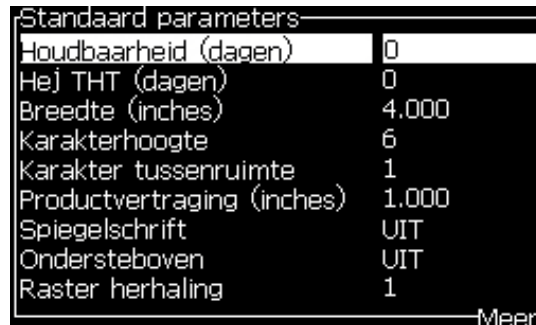 Standaard parameters
Houdbaarheid (dagen) 0
Hej THT (dagen) 0
Breedte (inches) 4.000
Karakterhoogte 6
Karakter tussenruimte 1
Productvertraging (inches) 1.000
Spiegelschrift UIT
Ondersteboven UIT
Raster herhaling 1
Meer